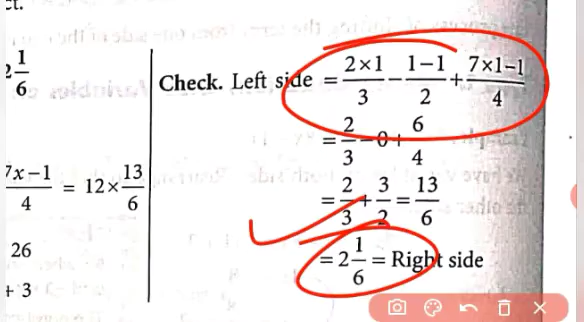 ct.
2 1/6
Check. Left side = 2×1/3 − 1−1/2 + 7×1−1/4
= 2/3 − 0 + 6/4
7x−1/4 = 12× 13/6
= 2/3 + 3/2 = 13/6
26
= 2 1/6 = Right side
+ 3